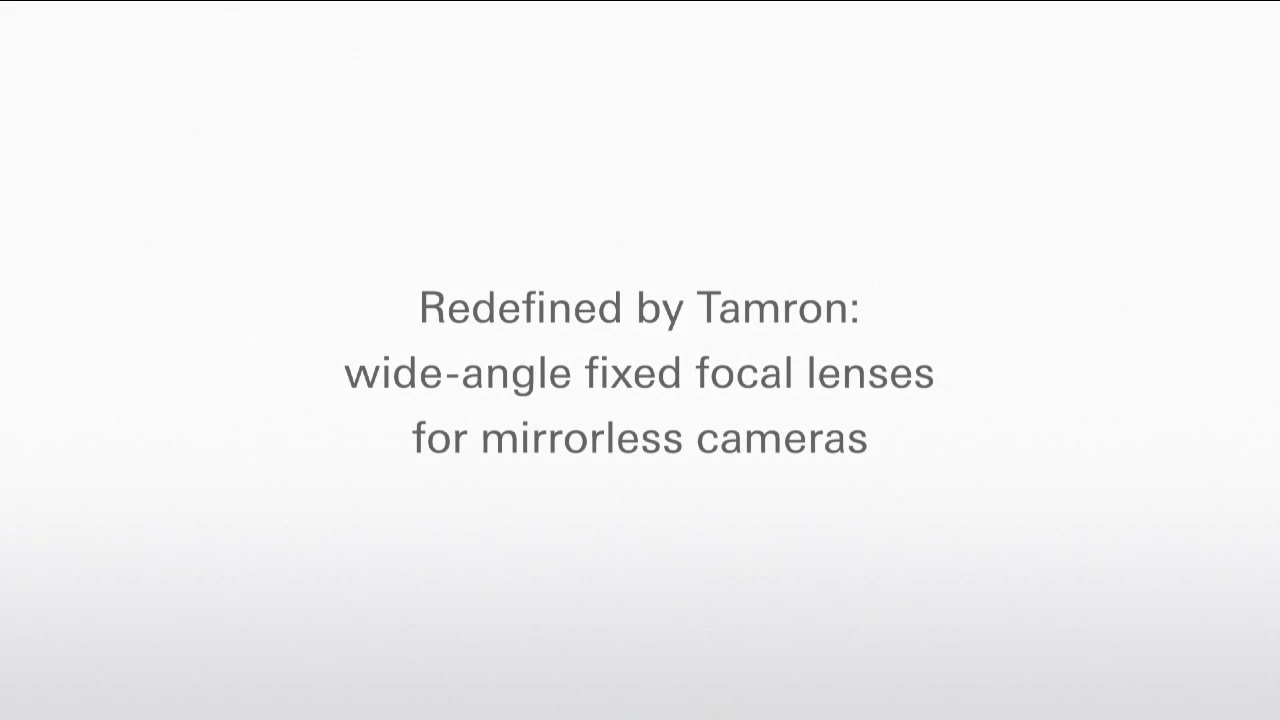 Redefined by Tamron:
wide-angle fixed focal lenses
for mirrorless cameras